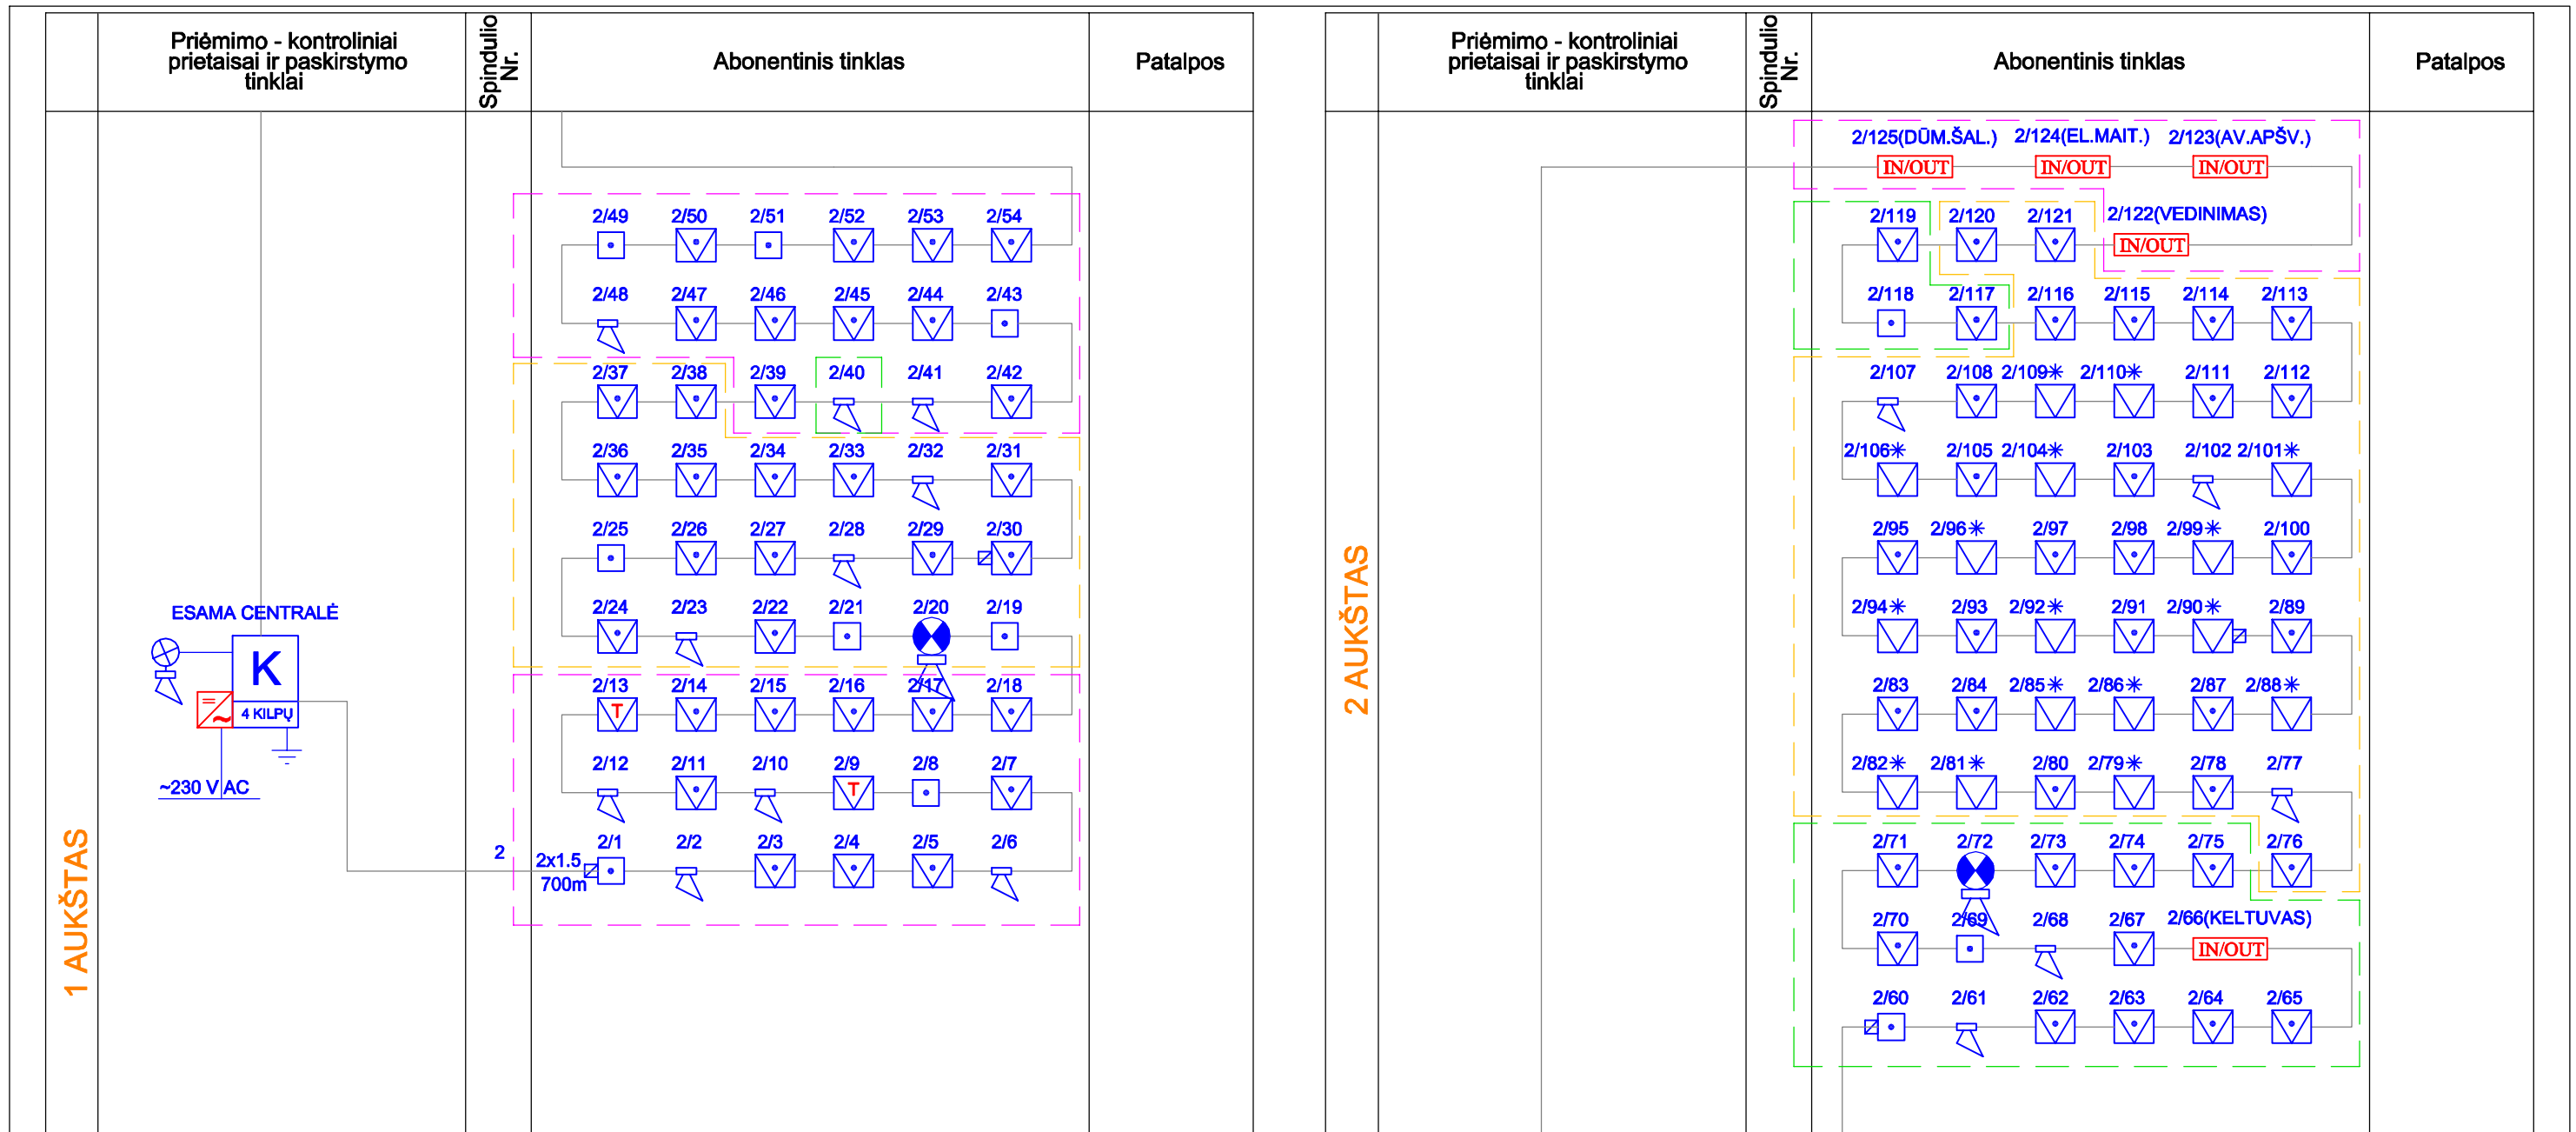 Priėmimo - kontroliniai
prietaisai ir paskirstymo
tinklai
Spindulio
Nr.
Abonentinis tinklas
Patalpos
2/49 2/50 2/51 2/52 2/53 2/54
2/48 2/47 2/46 2/45 2/44 2/43
2/37 2/38 2/39 2/40 2/41 2/42
2/36 2/35 2/34 2/33 2/32 2/31
2/25 2/26 2/27 2/28 2/29 2/30
ESAMA CENTRALĖ
2/24 2/23 2/22 2/21 2/20 2/19
K
4 KILPŲ
2/13 2/14 2/15 2/16 2/17 2/18
T
~230 V AC
2/12 2/11 2/10 2/9 2/8 2/7
T
2
2x1.5
700m
2/1 2/2 2/3 2/4 2/5 2/6
1 AUKŠTAS
Priėmimo - kontroliniai
prietaisai ir paskirstymo
tinklai
Spindulio
Nr.
Abonentinis tinklas
Patalpos
2/125(DŪM.ŠAL.) 2/124(EL.MAIT.) 2/123(AV.APŠV.)
IN/OUT IN/OUT IN/OUT
2/119 2/120 2/121 2/122(VEDINIMAS)
IN/OUT
2/118 2/117 2/116 2/115 2/114 2/113
2/107 2/108 2/109* 2/110* 2/111 2/112
2/106* 2/105 2/104* 2/103 2/102 2/101*
2/95 2/96* 2/97 2/98 2/99* 2/100
2/94* 2/93 2/92* 2/91 2/90* 2/89
2/83 2/84 2/85* 2/86* 2/87 2/88*
2/82* 2/81* 2/80 2/79* 2/78 2/77
2/71 2/72 2/73 2/74 2/75 2/76
2/70 2/69 2/68 2/67 2/66(KELTUVAS)
IN/OUT
2/60 2/61 2/62 2/63 2/64 2/65
2 AUKŠTAS